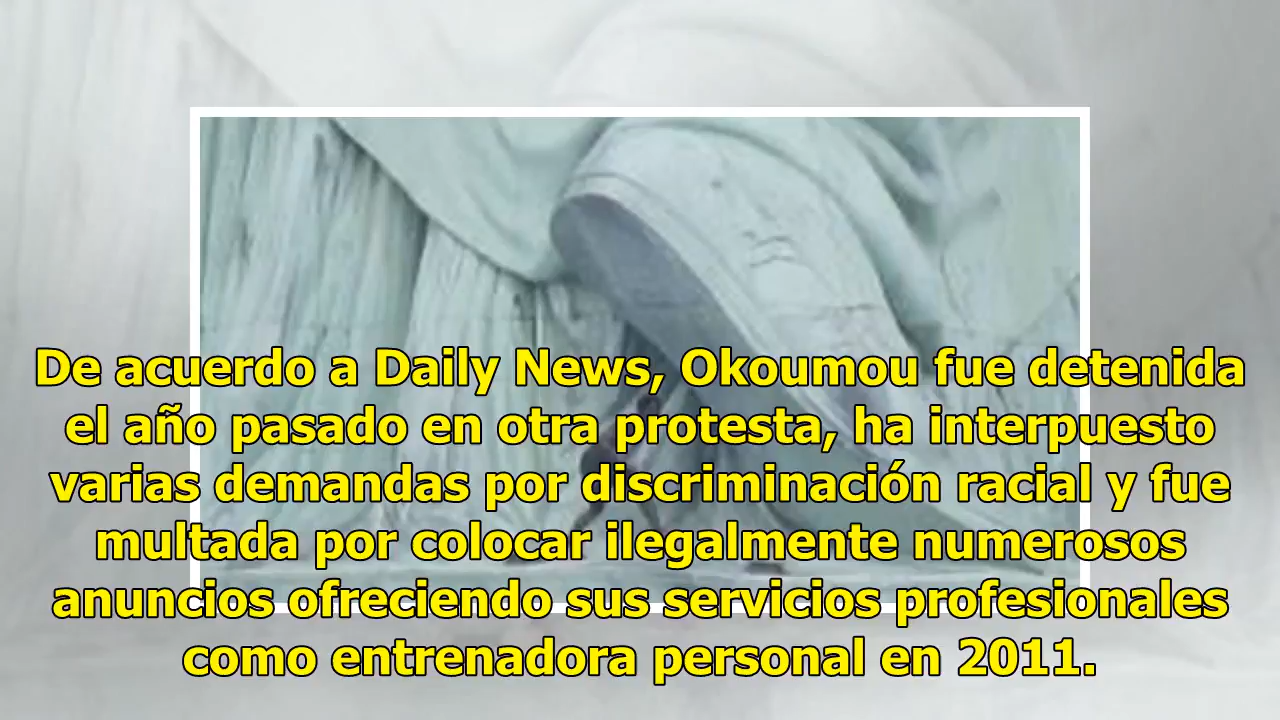 De acuerdo a Daily News, Okoumou fue detenida
el año pasado en otra protesta, ha interpuesto
varias demandas por discriminación racial y fue
multada por colocar ilegalmente numerosos
anuncios ofreciendo sus servicios profesionales
como entrenadora personal en 2011.